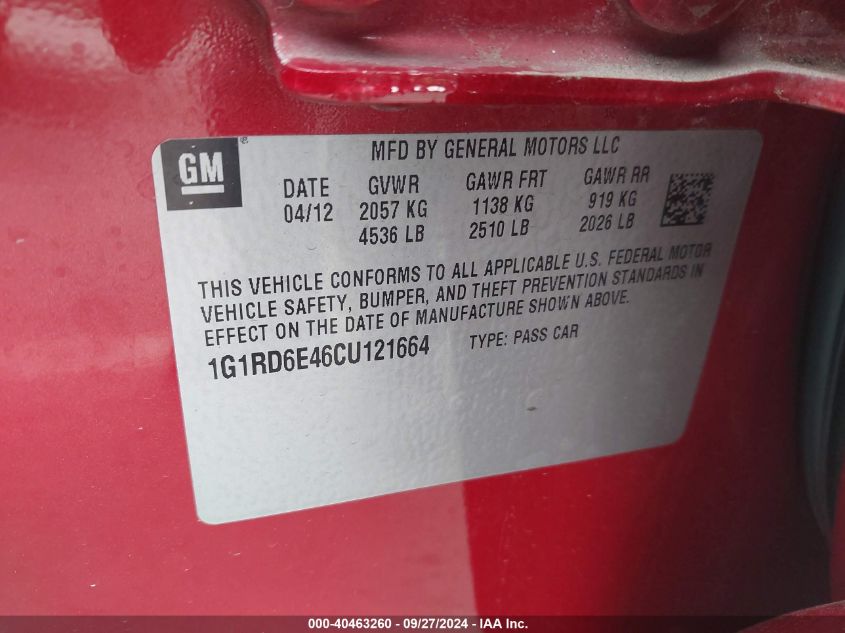 GM®
MFD BY GENERAL MOTORS LLC
DATE GVWR GAWR FRT GAWR RR
04/12 2057 KG 1138 KG 919 KG
4536 LB 2510 LB 2026 LB
THIS VEHICLE CONFORMS TO ALL APPLICABLE U.S. FEDERAL MOTOR
VEHICLE SAFETY, BUMPER, AND THEFT PREVENTION STANDARDS IN
EFFECT ON THE DATE OF MANUFACTURE SHOWN ABOVE.
1G1RD6E46CU121664 TYPE: PASS CAR
000-40463260 - 09/27/2024 - IAA Inc.